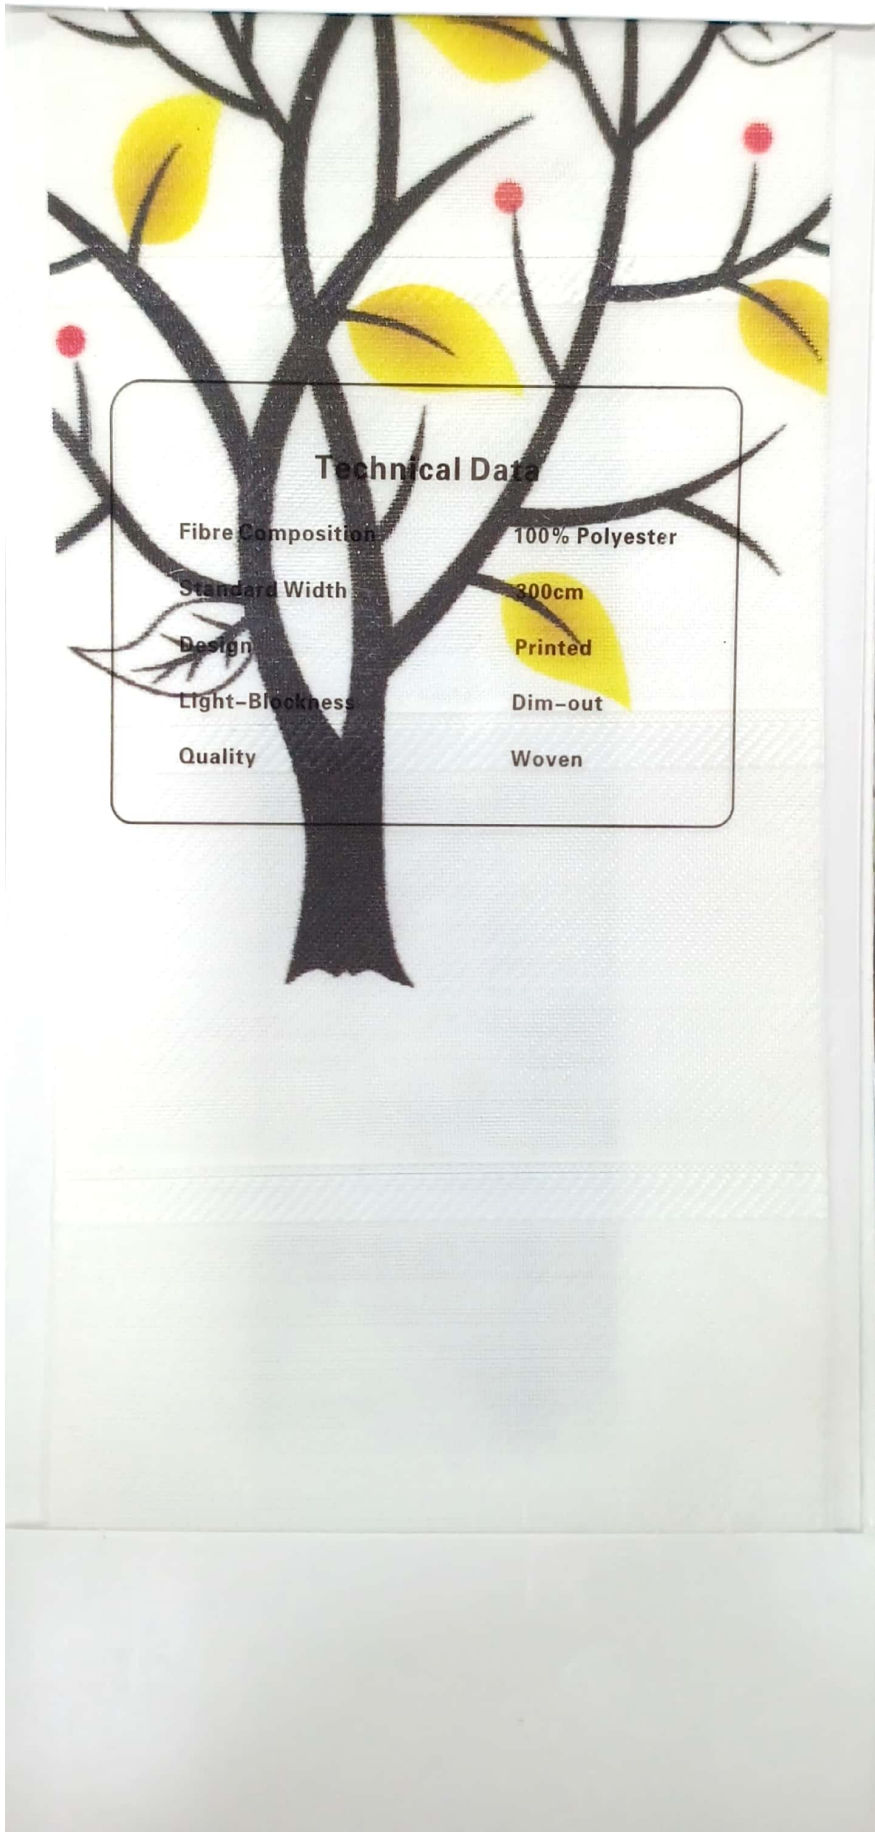 Technical Data
Fibre Composition 100% Polyester
Standard Width 300cm
Design Printed
Light-Blockness Dim-out
Quality Woven